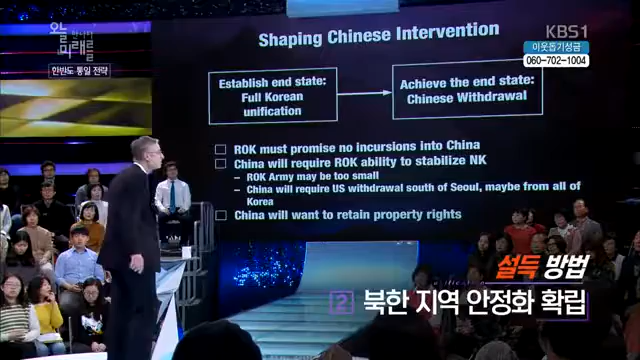 오늘
미래를
한반도 통일 전략
KBS1
이웃돕기성금
060-702-1004
Shaping Chinese Intervention
Establish end state:
Full Korean
unification
Achieve the end state:
Chinese Withdrawal
ROK must promise no incursions into China
China will require ROK ability to stabilize NK
– ROK Army may be too small
– China will require US withdrawal south of Seoul, maybe from all of
Korea
China will want to retain property rights
설득 방법
2 북한 지역 안정화 확립